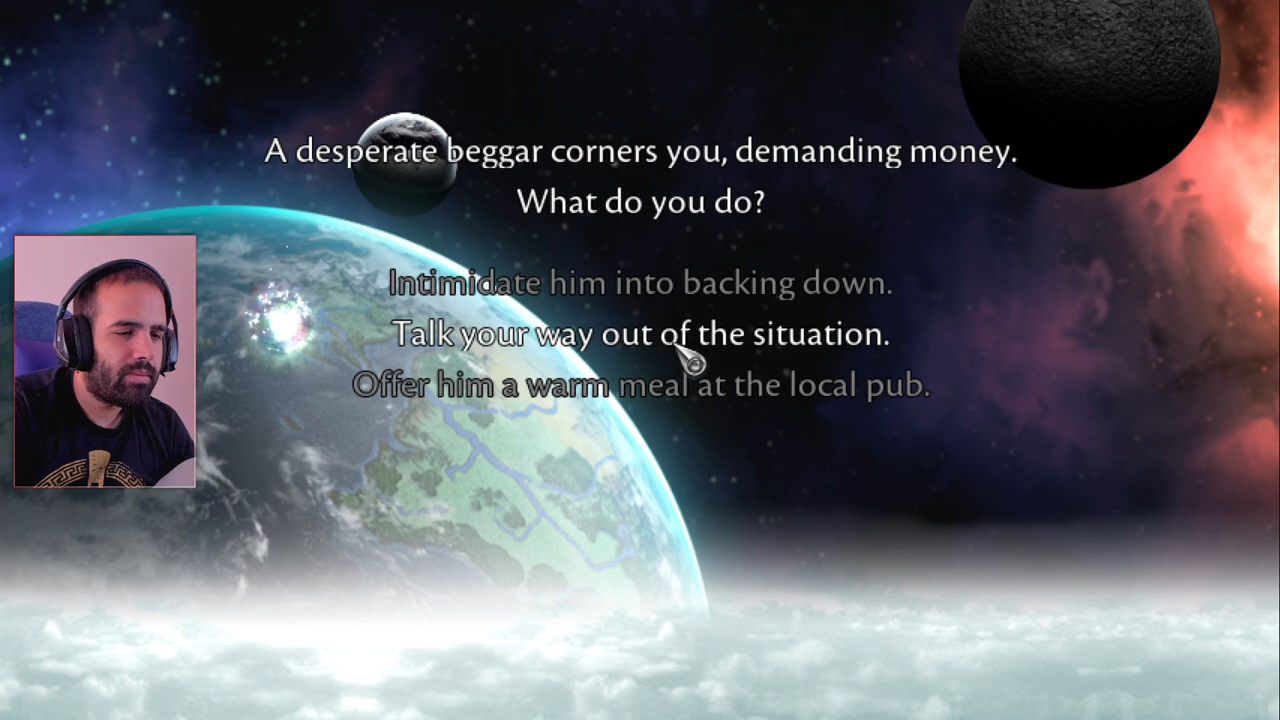 A desperate beggar corners you, demanding money.
What do you do?
Intimidate him into backing down.
Talk your way out of the situation.
Offer him a warm meal at the local pub.